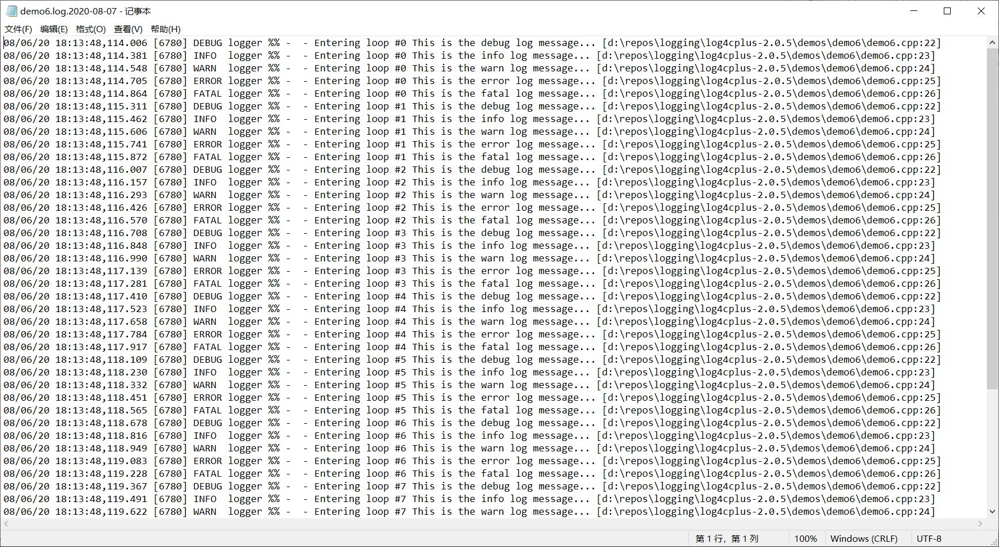 demo6.log.2020-08-07 - 记事本
文件(F) 编辑(E) 格式(O) 查看(V) 帮助(H)
08/06/20 18:13:48,114.006 [6780] DEBUG logger %% -  - Entering loop #0 This is the debug log message... [d:\repos\logging\log4cplus-2.0.5\demos\demo6\demo6.cpp:22]
08/06/20 18:13:48,114.381 [6780] INFO  logger %% -  - Entering loop #0 This is the info log message... [d:\repos\logging\log4cplus-2.0.5\demos\demo6\demo6.cpp:23]
08/06/20 18:13:48,114.548 [6780] WARN  logger %% -  - Entering loop #0 This is the warn log message... [d:\repos\logging\log4cplus-2.0.5\demos\demo6\demo6.cpp:24]
08/06/20 18:13:48,114.705 [6780] ERROR logger %% -  - Entering loop #0 This is the error log message... [d:\repos\logging\log4cplus-2.0.5\demos\demo6\demo6.cpp:25]
08/06/20 18:13:48,114.864 [6780] FATAL logger %% -  - Entering loop #0 This is the fatal log message... [d:\repos\logging\log4cplus-2.0.5\demos\demo6\demo6.cpp:26]
08/06/20 18:13:48,115.311 [6780] DEBUG logger %% -  - Entering loop #1 This is the debug log message... [d:\repos\logging\log4cplus-2.0.5\demos\demo6\demo6.cpp:22]
08/06/20 18:13:48,115.462 [6780] INFO  logger %% -  - Entering loop #1 This is the info log message... [d:\repos\logging\log4cplus-2.0.5\demos\demo6\demo6.cpp:23]
08/06/20 18:13:48,115.606 [6780] WARN  logger %% -  - Entering loop #1 This is the warn log message... [d:\repos\logging\log4cplus-2.0.5\demos\demo6\demo6.cpp:24]
08/06/20 18:13:48,115.741 [6780] ERROR logger %% -  - Entering loop #1 This is the error log message... [d:\repos\logging\log4cplus-2.0.5\demos\demo6\demo6.cpp:25]
08/06/20 18:13:48,115.872 [6780] FATAL logger %% -  - Entering loop #1 This is the fatal log message... [d:\repos\logging\log4cplus-2.0.5\demos\demo6\demo6.cpp:26]
08/06/20 18:13:48,116.007 [6780] DEBUG logger %% -  - Entering loop #2 This is the debug log message... [d:\repos\logging\log4cplus-2.0.5\demos\demo6\demo6.cpp:22]
08/06/20 18:13:48,116.157 [6780] INFO  logger %% -  - Entering loop #2 This is the info log message... [d:\repos\logging\log4cplus-2.0.5\demos\demo6\demo6.cpp:23]
08/06/20 18:13:48,116.293 [6780] WARN  logger %% -  - Entering loop #2 This is the warn log message... [d:\repos\logging\log4cplus-2.0.5\demos\demo6\demo6.cpp:24]
08/06/20 18:13:48,116.426 [6780] ERROR logger %% -  - Entering loop #2 This is the error log message... [d:\repos\logging\log4cplus-2.0.5\demos\demo6\demo6.cpp:25]
08/06/20 18:13:48,116.570 [6780] FATAL logger %% -  - Entering loop #2 This is the fatal log message... [d:\repos\logging\log4cplus-2.0.5\demos\demo6\demo6.cpp:26]
08/06/20 18:13:48,116.708 [6780] DEBUG logger %% -  - Entering loop #3 This is the debug log message... [d:\repos\logging\log4cplus-2.0.5\demos\demo6\demo6.cpp:22]
08/06/20 18:13:48,116.848 [6780] INFO  logger %% -  - Entering loop #3 This is the info log message... [d:\repos\logging\log4cplus-2.0.5\demos\demo6\demo6.cpp:23]
08/06/20 18:13:48,116.990 [6780] WARN  logger %% -  - Entering loop #3 This is the warn log message... [d:\repos\logging\log4cplus-2.0.5\demos\demo6\demo6.cpp:24]
08/06/20 18:13:48,117.139 [6780] ERROR logger %% -  - Entering loop #3 This is the error log message... [d:\repos\logging\log4cplus-2.0.5\demos\demo6\demo6.cpp:25]
08/06/20 18:13:48,117.281 [6780] FATAL logger %% -  - Entering loop #3 This is the fatal log message... [d:\repos\logging\log4cplus-2.0.5\demos\demo6\demo6.cpp:26]
08/06/20 18:13:48,117.410 [6780] DEBUG logger %% -  - Entering loop #4 This is the debug log message... [d:\repos\logging\log4cplus-2.0.5\demos\demo6\demo6.cpp:22]
08/06/20 18:13:48,117.523 [6780] INFO  logger %% -  - Entering loop #4 This is the info log message... [d:\repos\logging\log4cplus-2.0.5\demos\demo6\demo6.cpp:23]
08/06/20 18:13:48,117.658 [6780] WARN  logger %% -  - Entering loop #4 This is the warn log message... [d:\repos\logging\log4cplus-2.0.5\demos\demo6\demo6.cpp:24]
08/06/20 18:13:48,117.784 [6780] ERROR logger %% -  - Entering loop #4 This is the error log message... [d:\repos\logging\log4cplus-2.0.5\demos\demo6\demo6.cpp:25]
08/06/20 18:13:48,117.917 [6780] FATAL logger %% -  - Entering loop #4 This is the fatal log message... [d:\repos\logging\log4cplus-2.0.5\demos\demo6\demo6.cpp:26]
08/06/20 18:13:48,118.109 [6780] DEBUG logger %% -  - Entering loop #5 This is the debug log message... [d:\repos\logging\log4cplus-2.0.5\demos\demo6\demo6.cpp:22]
08/06/20 18:13:48,118.230 [6780] INFO  logger %% -  - Entering loop #5 This is the info log message... [d:\repos\logging\log4cplus-2.0.5\demos\demo6\demo6.cpp:23]
08/06/20 18:13:48,118.332 [6780] WARN  logger %% -  - Entering loop #5 This is the warn log message... [d:\repos\logging\log4cplus-2.0.5\demos\demo6\demo6.cpp:24]
08/06/20 18:13:48,118.451 [6780] ERROR logger %% -  - Entering loop #5 This is the error log message... [d:\repos\logging\log4cplus-2.0.5\demos\demo6\demo6.cpp:25]
08/06/20 18:13:48,118.565 [6780] FATAL logger %% -  - Entering loop #5 This is the fatal log message... [d:\repos\logging\log4cplus-2.0.5\demos\demo6\demo6.cpp:26]
08/06/20 18:13:48,118.678 [6780] DEBUG logger %% -  - Entering loop #6 This is the debug log message... [d:\repos\logging\log4cplus-2.0.5\demos\demo6\demo6.cpp:22]
08/06/20 18:13:48,118.816 [6780] INFO  logger %% -  - Entering loop #6 This is the info log message... [d:\repos\logging\log4cplus-2.0.5\demos\demo6\demo6.cpp:23]
08/06/20 18:13:48,118.949 [6780] WARN  logger %% -  - Entering loop #6 This is the warn log message... [d:\repos\logging\log4cplus-2.0.5\demos\demo6\demo6.cpp:24]
08/06/20 18:13:48,119.083 [6780] ERROR logger %% -  - Entering loop #6 This is the error log message... [d:\repos\logging\log4cplus-2.0.5\demos\demo6\demo6.cpp:25]
08/06/20 18:13:48,119.228 [6780] FATAL logger %% -  - Entering loop #6 This is the fatal log message... [d:\repos\logging\log4cplus-2.0.5\demos\demo6\demo6.cpp:26]
08/06/20 18:13:48,119.367 [6780] DEBUG logger %% -  - Entering loop #7 This is the debug log message... [d:\repos\logging\log4cplus-2.0.5\demos\demo6\demo6.cpp:22]
08/06/20 18:13:48,119.491 [6780] INFO  logger %% -  - Entering loop #7 This is the info log message... [d:\repos\logging\log4cplus-2.0.5\demos\demo6\demo6.cpp:23]
08/06/20 18:13:48,119.622 [6780] WARN  logger %% -  - Entering loop #7 This is the warn log message... [d:\repos\logging\log4cplus-2.0.5\demos\demo6\demo6.cpp:24]
第 1 行，第 1 列 100% Windows (CRLF) UTF-8